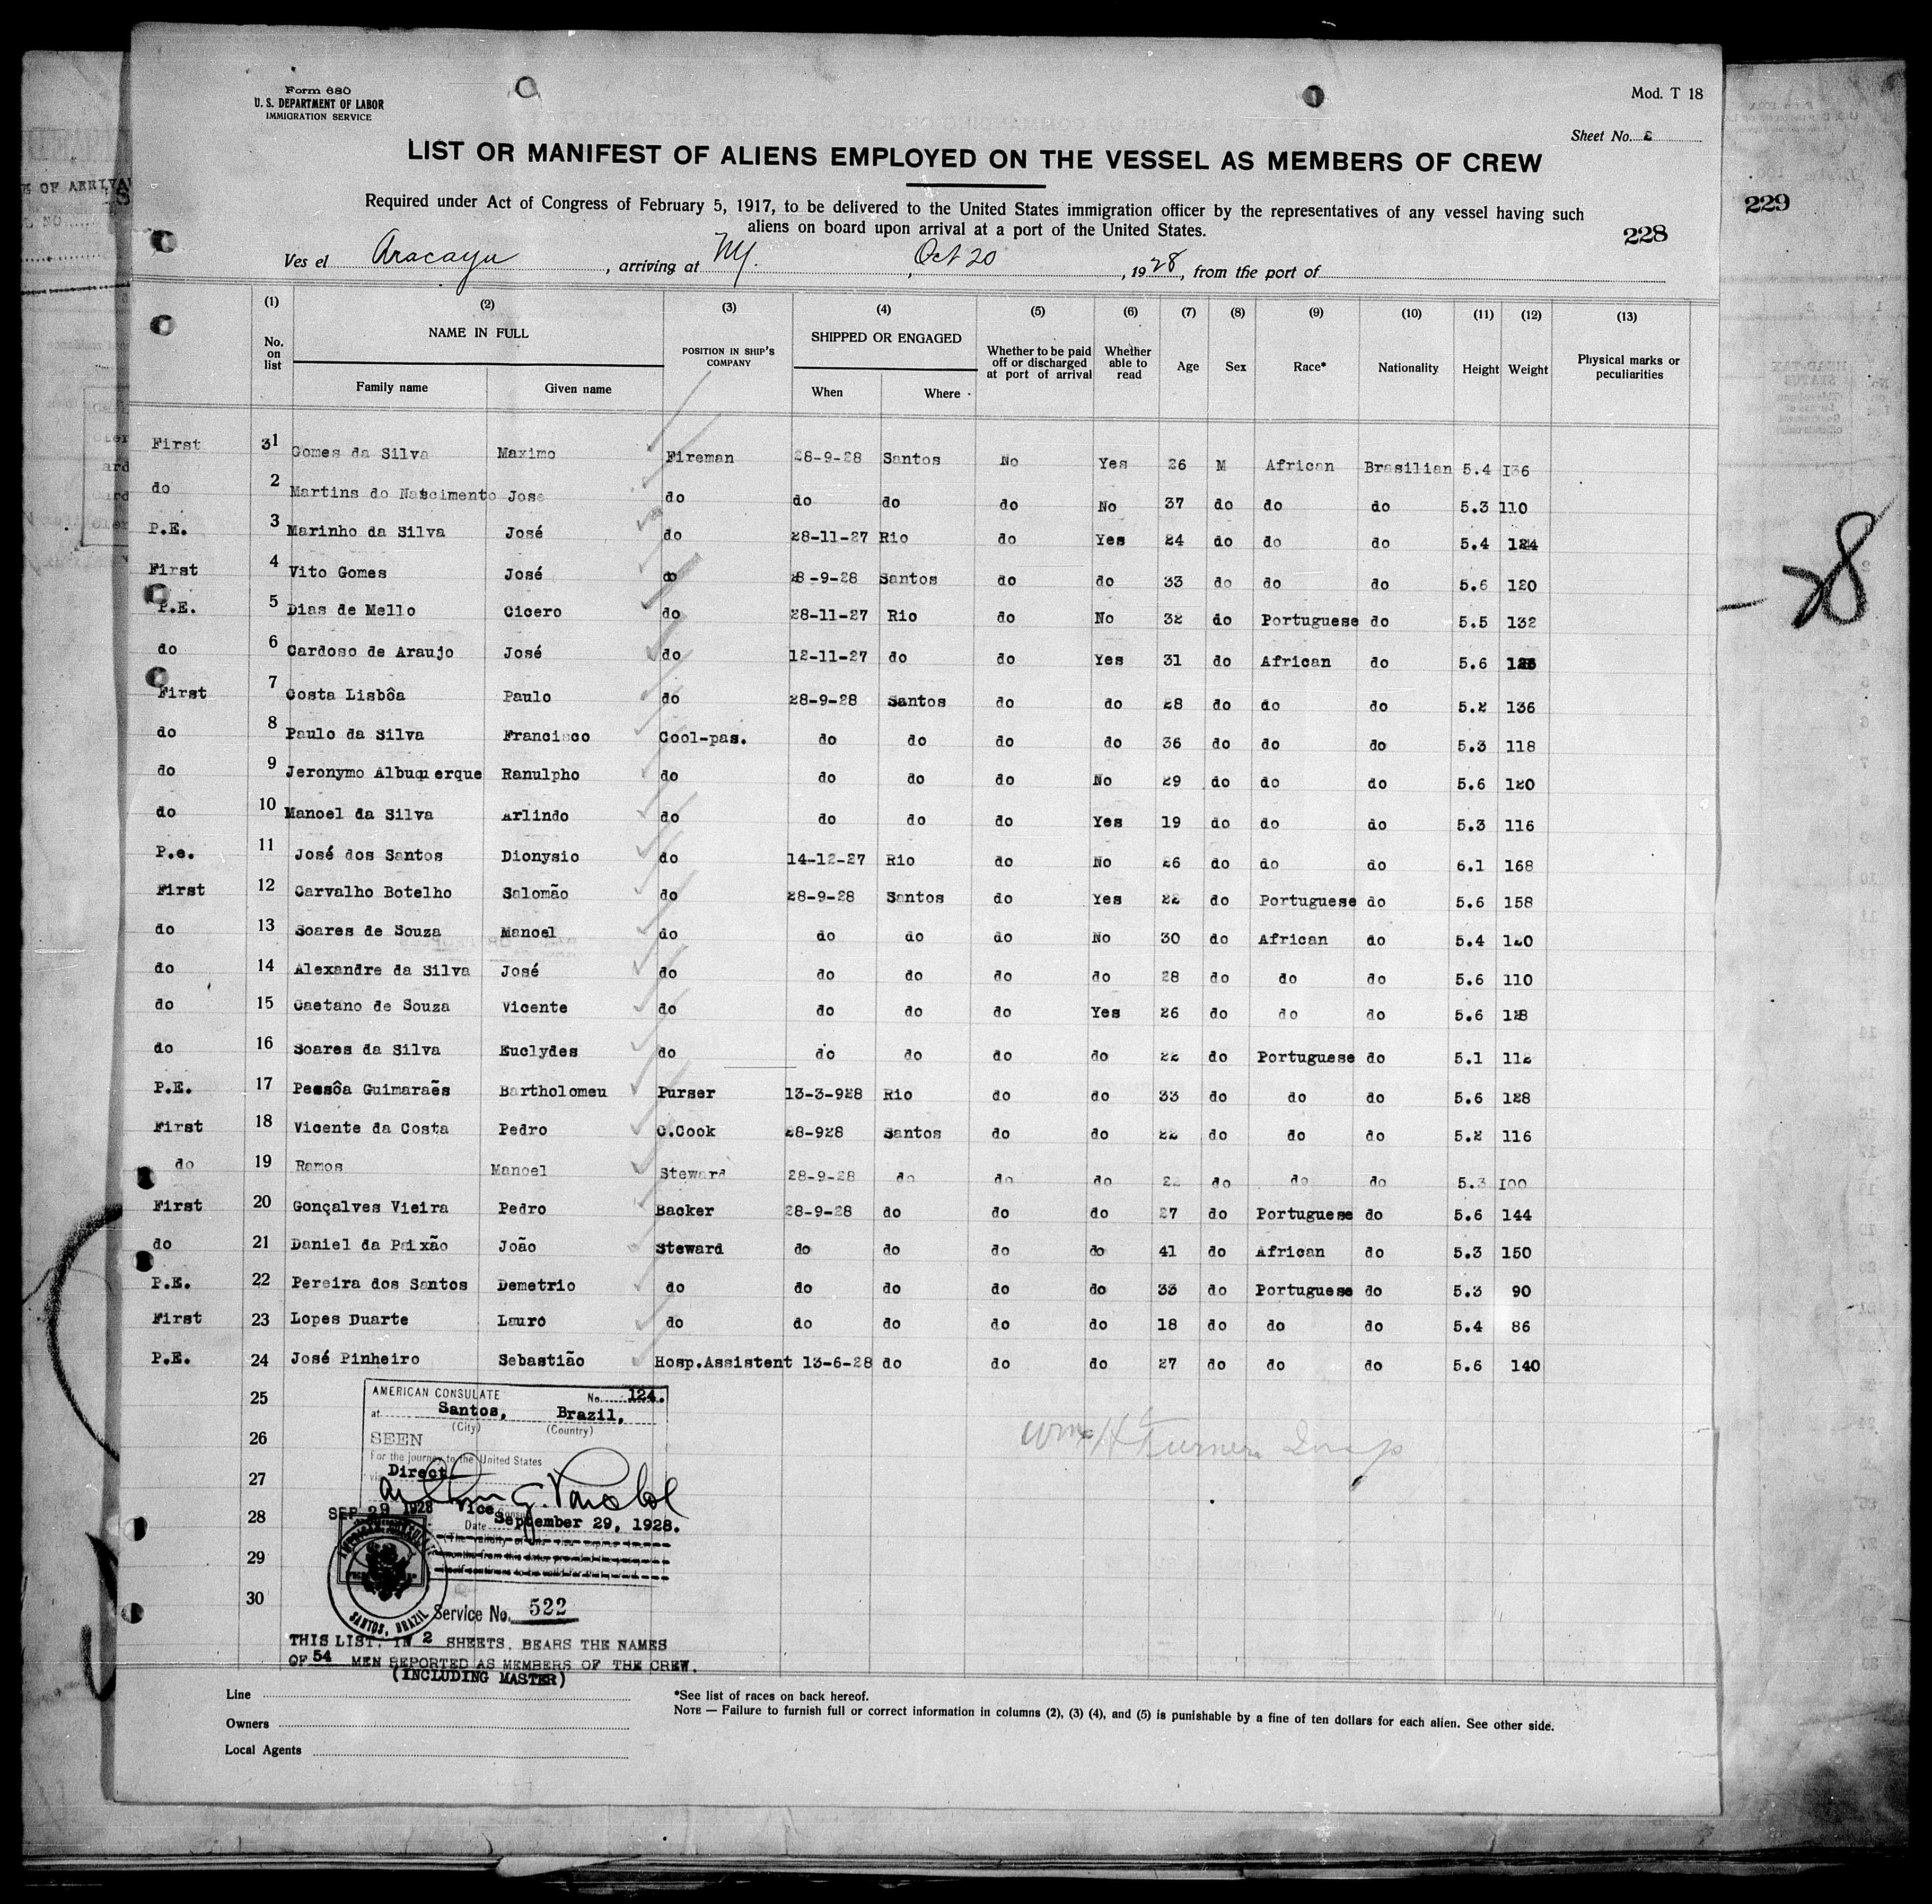 Form 680
U. S. DEPARTMENT OF LABOR
IMMIGRATION SERVICE
Mod. T 18
Sheet No. 2
LIST OR MANIFEST OF ALIENS EMPLOYED ON THE VESSEL AS MEMBERS OF CREW
Required under Act of Congress of February 5, 1917, to be delivered to the United States immigration officer by the representatives of any vessel having such
aliens on board upon arrival at a port of the United States.
228
229
Ves el Aracayu, arriving at NY., Oct 20, 1928, from the port of
(1) (2) (3) (4) (5) (6) (7) (8) (9) (10) (11) (12) (13)
No. on list NAME IN FULL Family name Given name POSITION IN SHIP'S COMPANY SHIPPED OR ENGAGED When Where Whether to be paid off or discharged at port of arrival Whether able to read Age Sex Race* Nationality Height Weight Physical marks or peculiarities
First 31 Gomes da Silva Maximo Fireman 28-9-28 Santos No Yes 26 M African Brasilian 5.4 I36
do 2 Martins do Nascimento Jose do do do do No 37 do do do 5.3 110
P.E. 3 Marinho da Silva José do 28-11-27 Rio do Yes 24 do do do 5.4 124
First 4 Vito Gomes José do 28-9-28 Santos do do 33 do do do 5.6 120
P.E. 5 Dias de Mello Cicero do 28-11-27 Rio do No 32 do Portuguese do 5.5 132
do 6 Cardoso de Araujo José do 12-11-27 do do Yes 31 do African do 5.6
First 7 Costa Lisbôa Paulo do 28-9-28 Santos do do 28 do do do 5.2 136
do 8 Paulo da Silva Francisco Cool-pas. do do do do 36 do do do 5.3 118
do 9 Jeronymo Albuquerque Ranulpho do do do do No 29 do do do 5.6 120
do 10 Manoel da Silva Arlindo do do do do Yes 19 do do do 5.3 116
P.e. 11 José dos Santos Dionysio do 14-12-27 Rio do No 26 do do do 6.1 168
First 12 Carvalho Botelho Salomão do 28-9-28 Santos do Yes 22 do Portuguese do 5.6 158
do 13 Soares de Souza Manoel do do do do No 30 do African do 5.4 120
do 14 Alexandre da Silva José do do do do do 28 do do do 5.6 110
do 15 Caetano de Souza Vicente do do do do Yes 26 do do do 5.6 128
do 16 Soares da Silva Euclydes do do do do do 22 do Portuguese do 5.1 112
P.E. 17 Pessôa Guimaraẽs Bartholomeu Purser 13-3-928 Rio do do 33 do do do 5.6 128
First 18 Vicente da Costa Pedro C.Cook 28-928 Santos do do 22 do do do 5.2 116
do 19 Ramos Manoel Steward 28-9-28 do do do 22 do do do 5.3 I00
First 20 Gonçalves Vieira Pedro Backer 28-9-28 do do do 27 do Portuguese do 5.6 144
do 21 Daniel da Paixão João Steward do do do do 41 do African do 5.3 150
P.E. 22 Pereira dos Santos Demetrio do do do do do 33 do Portuguese do 5.3 90
First 23 Lopes Duarte Lauro do do do do do 18 do do do 5.4 86
P.E. 24 José Pinheiro Sebastião Hosp.Assistent 13-6-28 do do do 27 do do do 5.6 140
25
26
27
28
29
30
AMERICAN CONSULATE No. 124.
at Santos, Brazil,
(City) (Country)
SEEN
For the journey to the United States
via Direct
SEP 29 1928 Vice Consul
Date September 29, 1928.
SANTOS, BRAZIL
Service No. 522
THIS LIST, IN 2 SHEETS, BEARS THE NAMES
OF 54 MEN REPORTED AS MEMBERS OF THE CREW.
(INCLUDING MASTER)
Wm H Turner Insp
28
Line
Owners
Local Agents
*See list of races on back hereof.
NOTE — Failure to furnish full or correct information in columns (2), (3) (4), and (5) is punishable by a fine of ten dollars for each alien. See other side.